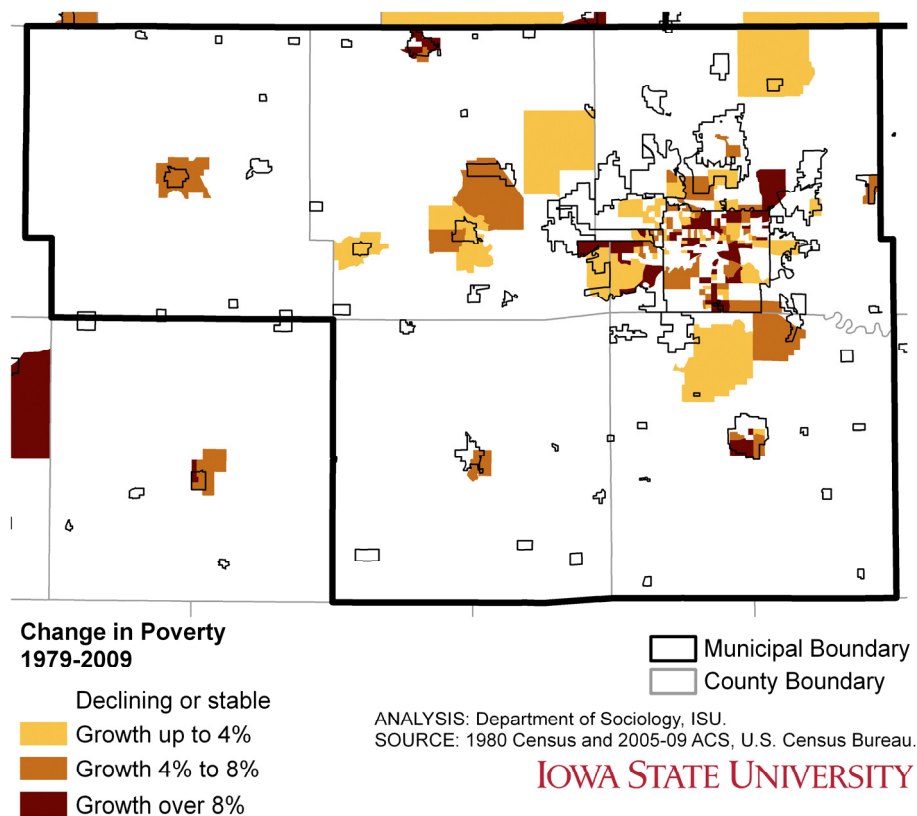 Change in Poverty
1979-2009
Declining or stable
Growth up to 4%
Growth 4% to 8%
Growth over 8%
Municipal Boundary
County Boundary
ANALYSIS: Department of Sociology, ISU.
SOURCE: 1980 Census and 2005-09 ACS, U.S. Census Bureau.
IOWA STATE UNIVERSITY